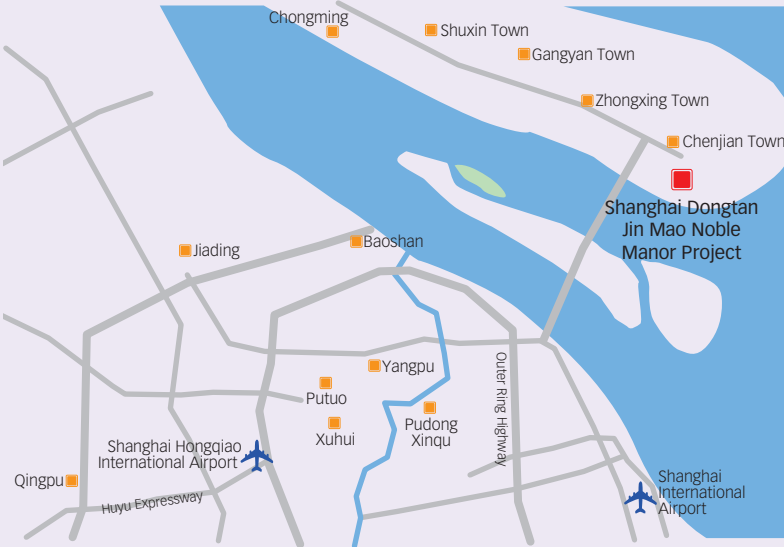 Chongming
Shuxin Town
Gangyan Town
Zhongxing Town
Chenjian Town
Shanghai Dongtan
Jin Mao Noble
Manor Project
Baoshan
Jiading
Yangpu
Putuo
Xuhui
Pudong
Xinqu
Outer Ring Highway
Shanghai Hongqiao
International Airport
Qingpu
Huyu Expressway
Shanghai
International
Airport